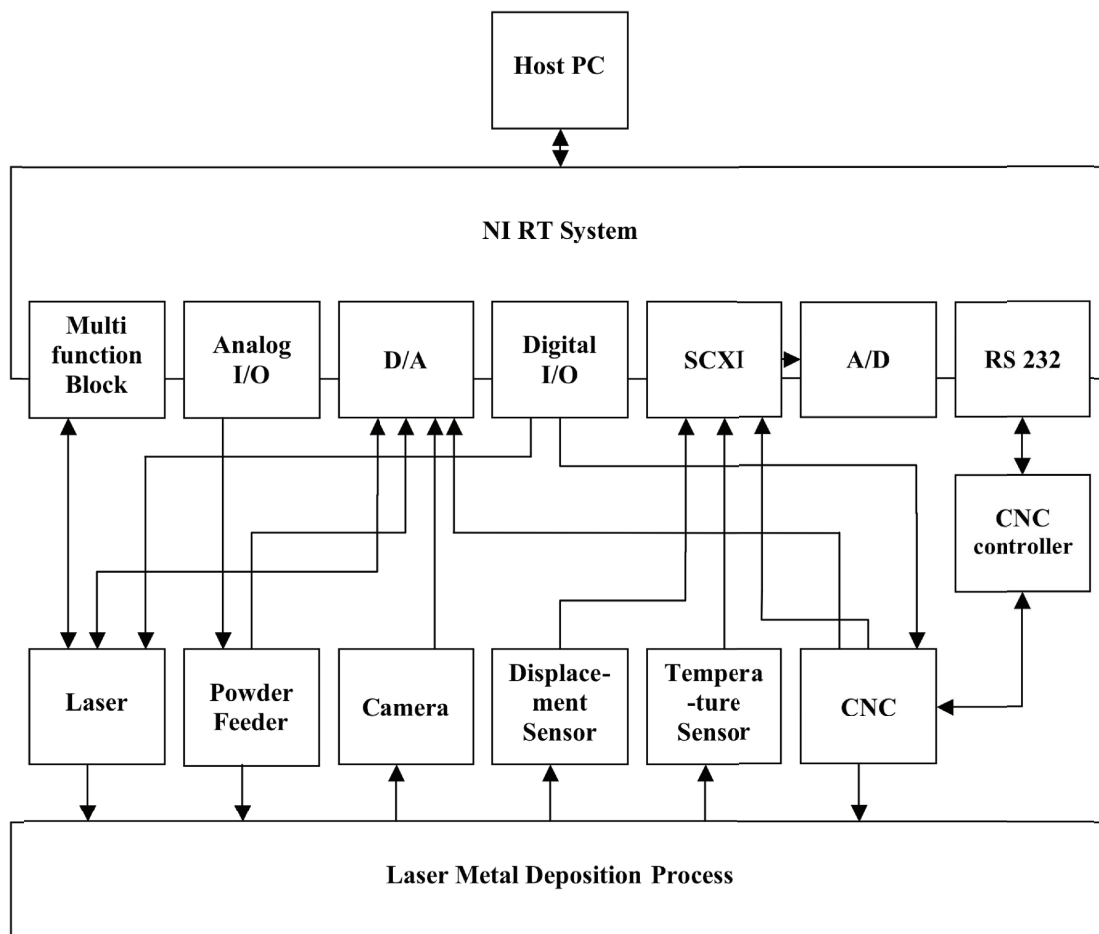 Host PC
NI RT System
Multi
function
Block
Analog
I/O
D/A
Digital
I/O
SCXI
A/D
RS 232
CNC
controller
Laser
Powder
Feeder
Camera
Displace-
ment
Sensor
Tempera
-ture
Sensor
CNC
Laser Metal Deposition Process